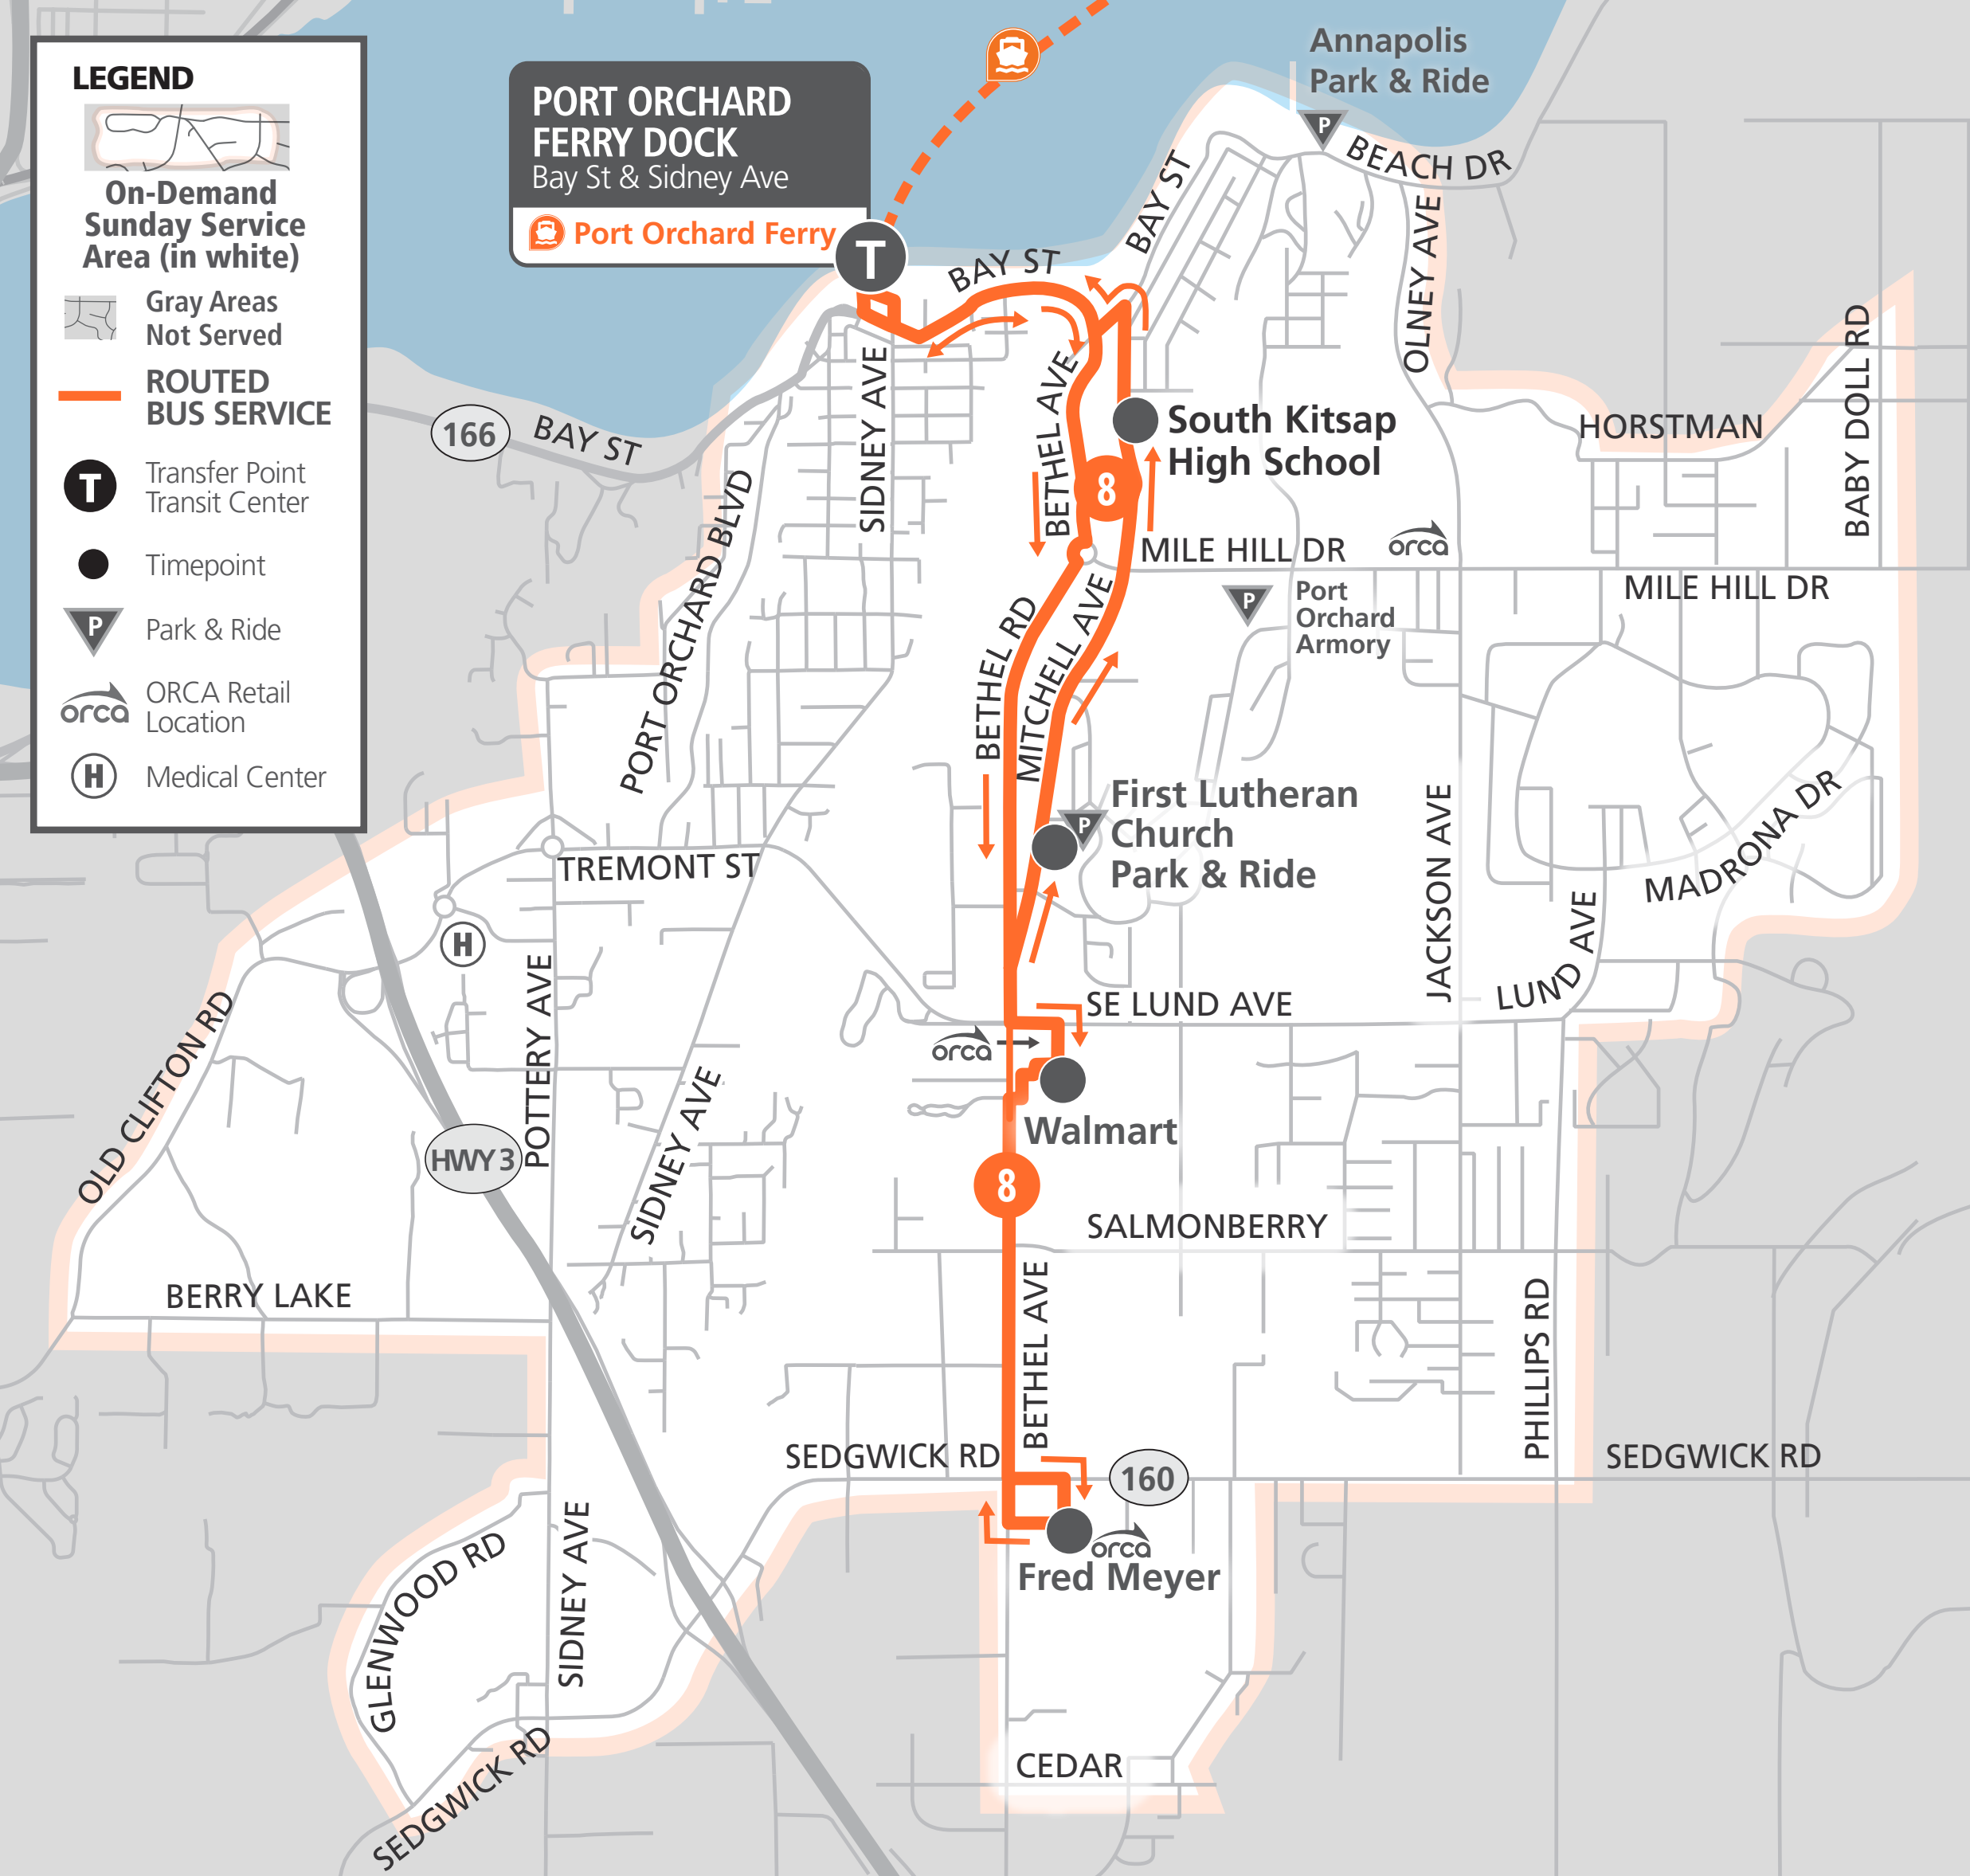 LEGEND
On-Demand
Sunday Service
Area (in white)
Gray Areas
Not Served
ROUTED
BUS SERVICE
T
Transfer Point
Transit Center
Timepoint
P
Park & Ride
orca
ORCA Retail
Location
H
Medical Center
PORT ORCHARD
FERRY DOCK
Bay St & Sidney Ave
Port Orchard Ferry
T
Annapolis
Park & Ride
P
BEACH DR
BAY ST
BAY ST
OLNEY AVE
BABY DOLL RD
HORSTMAN
166
BAY ST
SIDNEY AVE
BETHEL AVE
South Kitsap
High School
BETHEL AVE
8
MILE HILL DR
orca
MILE HILL DR
P
Port
Orchard
Armory
PORT ORCHARD BLVD
BETHEL RD
MITCHELL AVE
P
First Lutheran
Church
Park & Ride
JACKSON AVE
MADRONA DR
TREMONT ST
H
POTTERY AVE
LUND AVE
SE LUND AVE
orca
Walmart
OLD CLIFTON RD
HWY 3
SIDNEY AVE
8
SALMONBERRY
BERRY LAKE
BETHEL AVE
PHILLIPS RD
SEDGWICK RD
160
SEDGWICK RD
orca
Fred Meyer
GLENWOOD RD
SIDNEY AVE
SEDGWICK RD
CEDAR